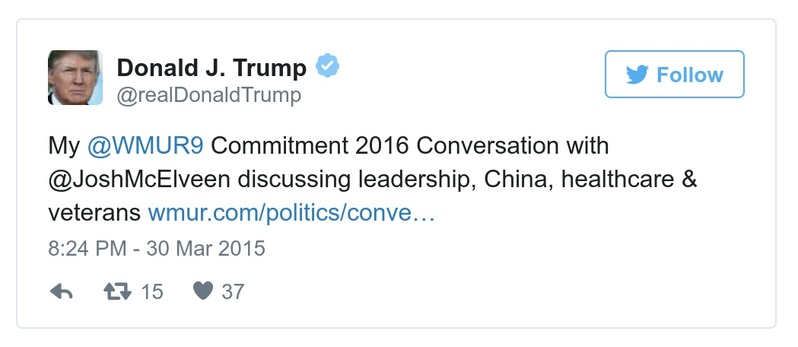 Donald J. Trump
@realDonaldTrump
Follow
My @WMUR9 Commitment 2016 Conversation with
@JoshMcElveen discussing leadership, China, healthcare &
veterans wmur.com/politics/conve…
8:24 PM - 30 Mar 2015
15 37